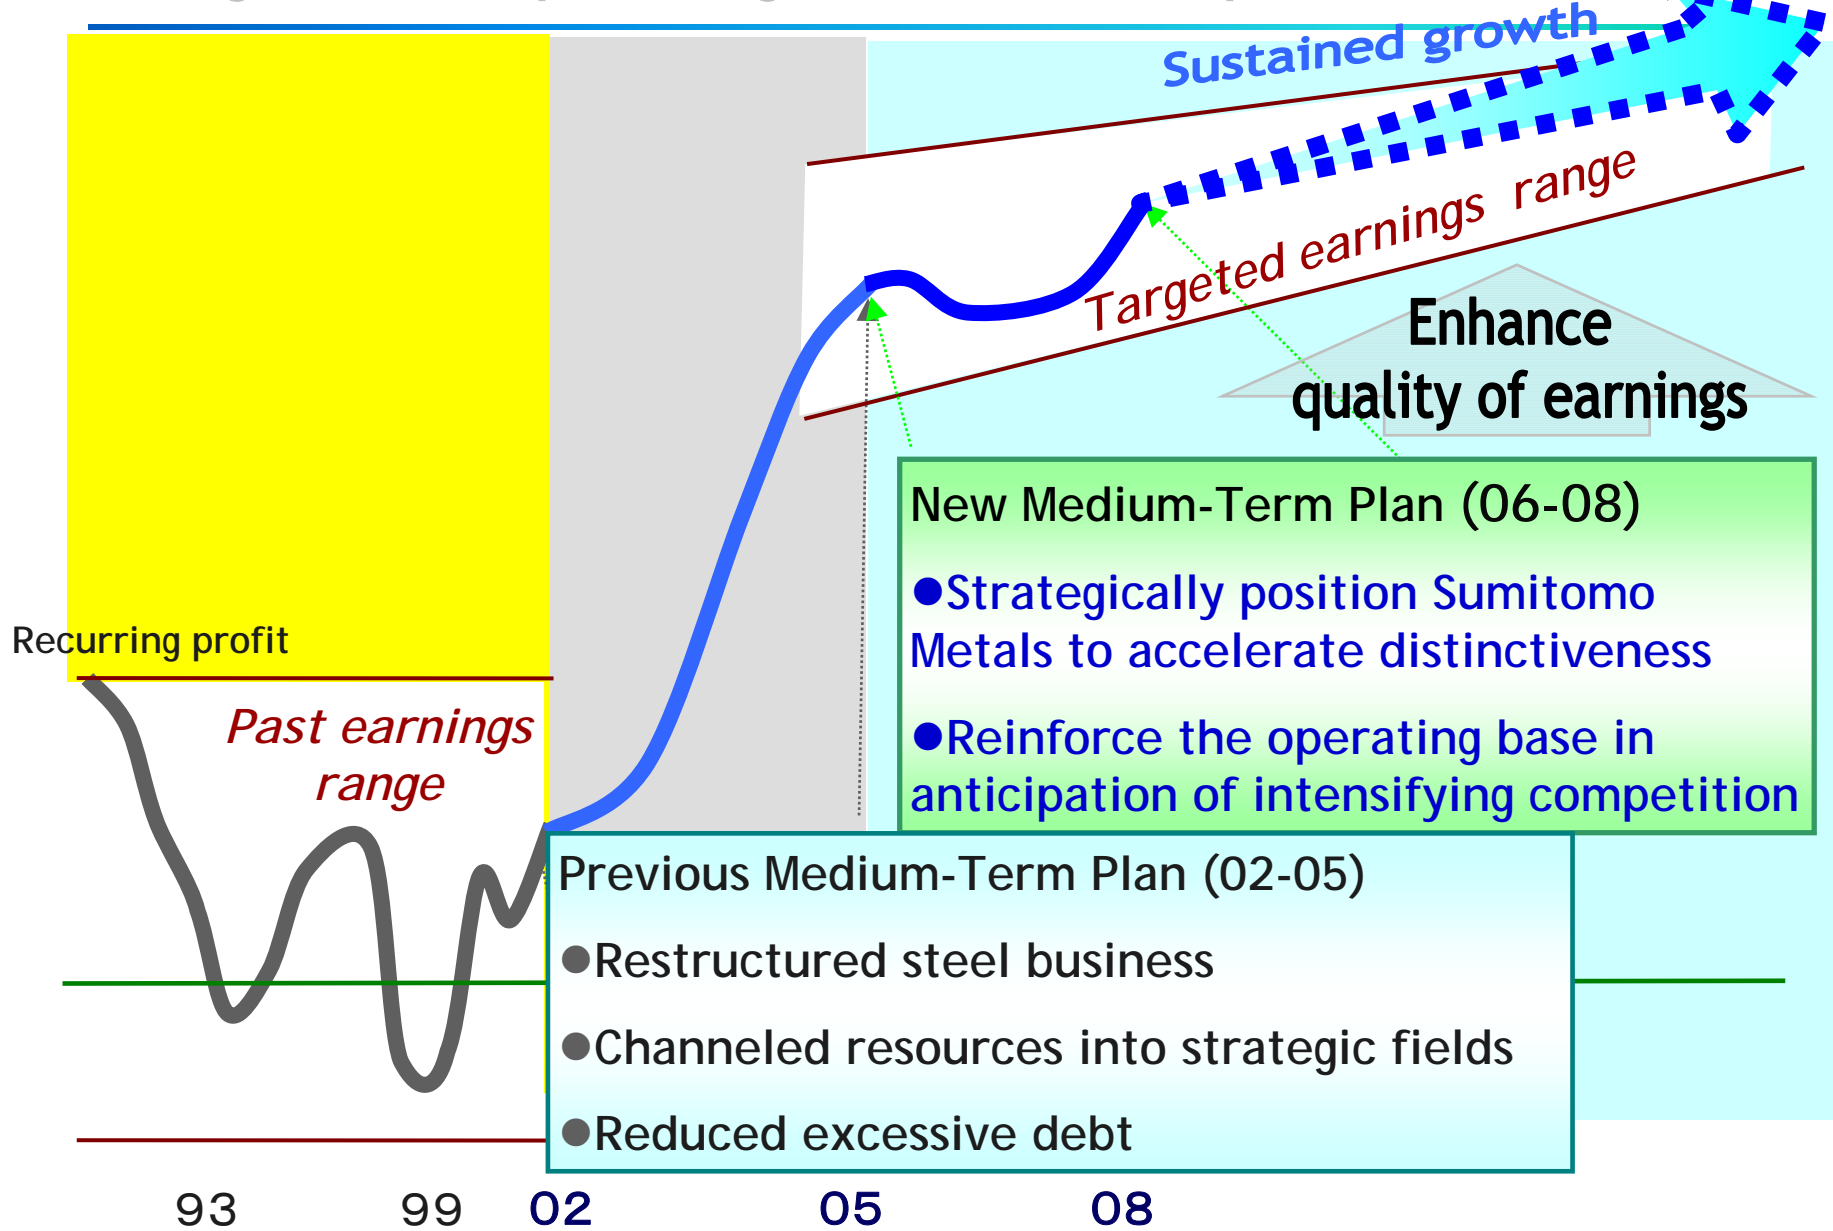 Sustained growth
Targeted earnings range
Enhance
quality of earnings
New Medium-Term Plan (06-08)
●Strategically position Sumitomo
Metals to accelerate distinctiveness
●Reinforce the operating base in
anticipation of intensifying competition
Recurring profit
Past earnings
range
Previous Medium-Term Plan (02-05)
●Restructured steel business
●Channeled resources into strategic fields
●Reduced excessive debt
93 99 02 05 08